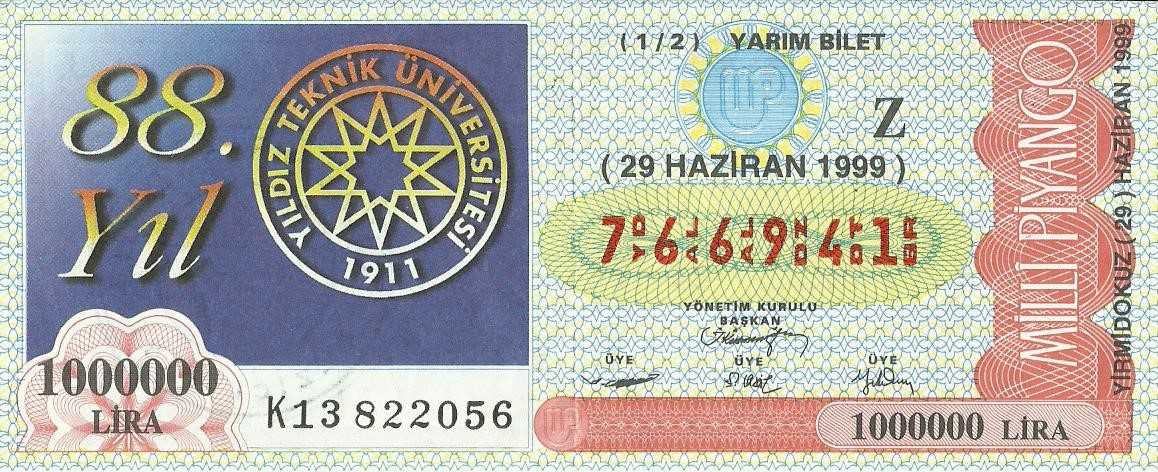 88.
Yıl
YILDIZ TEKNİK ÜNİVERSİTESİ
1911
1000000
LİRA
K13 822056
( 1 / 2 ) YARIM BİLET
MP
Z
( 29 HAZİRAN 1999 )
7 6 6 9 4 1
YÖNETİM KURULU
BAŞKAN
ÜYE ÜYE ÜYE
MP
1000000 LİRA
MİLLİ PİYANGO
YİRMİDOKUZ ( 29 ) HAZİRAN 1999